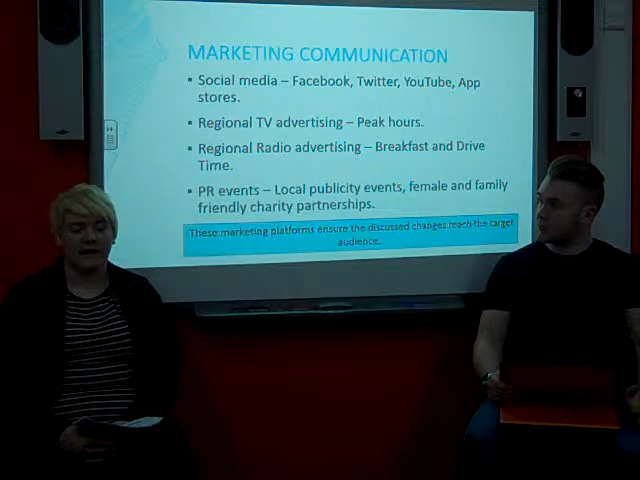 MARKETING COMMUNICATION
▪ Social media – Facebook, Twitter, YouTube, App
stores.
▪ Regional TV advertising – Peak hours.
▪ Regional Radio advertising – Breakfast and Drive
Time.
▪ PR events – Local publicity events, female and family
friendly charity partnerships.
These marketing platforms ensure the discussed changes reach the target
audience.